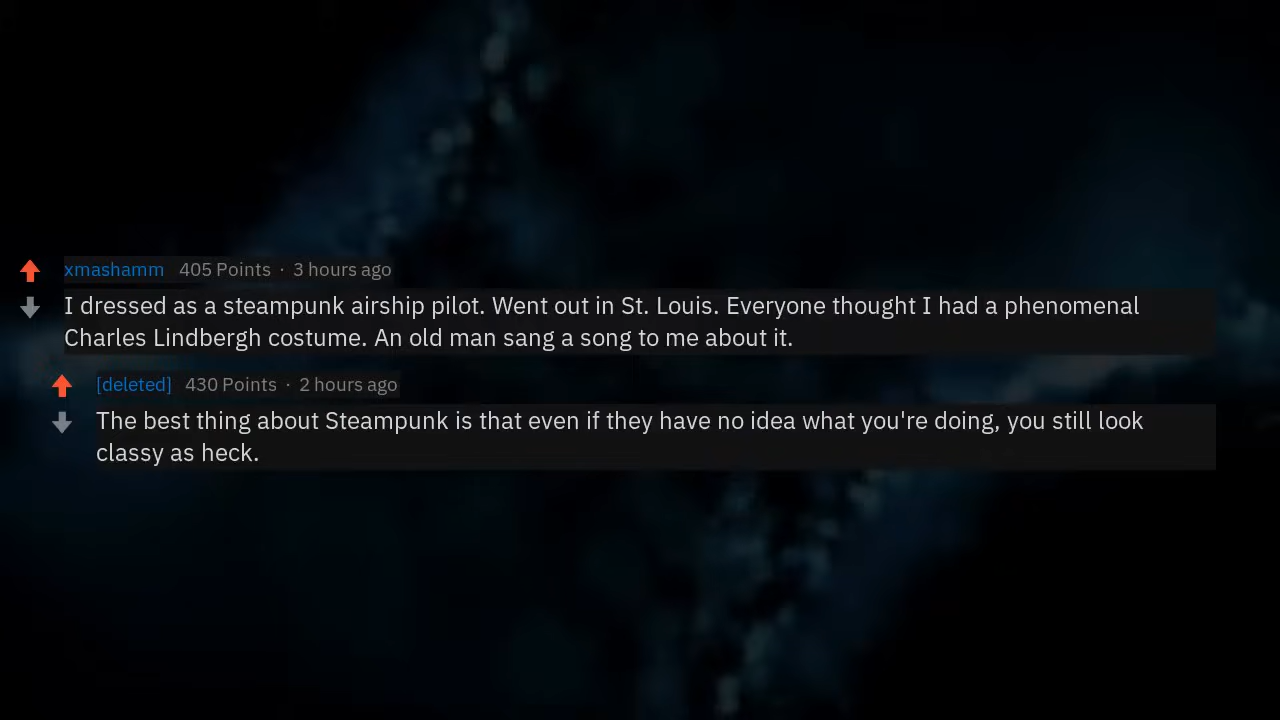 xmashamm 405 Points · 3 hours ago
I dressed as a steampunk airship pilot. Went out in St. Louis. Everyone thought I had a phenomenal
Charles Lindbergh costume. An old man sang a song to me about it.
[deleted] 430 Points · 2 hours ago
The best thing about Steampunk is that even if they have no idea what you're doing, you still look
classy as heck.